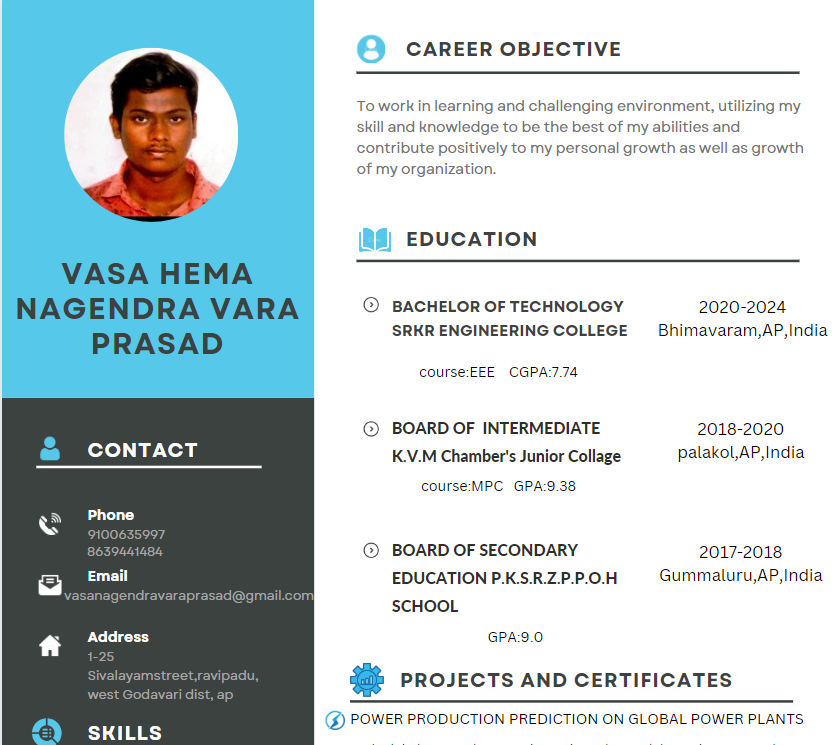 VASA HEMA
NAGENDRA VARA
PRASAD
CONTACT
Phone
9100635997
8639441484
Email
vasanagendravaraprasad@gmail.com
Address
1-25
Sivalayamstreet,ravipadu,
west Godavari dist, ap
SKILLS
CAREER OBJECTIVE
To work in learning and challenging environment, utilizing my
skill and knowledge to be the best of my abilities and
contribute positively to my personal growth as well as growth
of my organization.
EDUCATION
BACHELOR OF TECHNOLOGY
SRKR ENGINEERING COLLEGE
2020-2024
Bhimavaram,AP,India
course:EEE CGPA:7.74
BOARD OF INTERMEDIATE
K.V.M Chamber's Junior Collage
2018-2020
palakol,AP,India
course:MPC GPA:9.38
BOARD OF SECONDARY
EDUCATION P.K.S.R.Z.P.P.O.H
SCHOOL
2017-2018
Gummaluru,AP,India
GPA:9.0
PROJECTS AND CERTIFICATES
POWER PRODUCTION PREDICTION ON GLOBAL POWER PLANTS